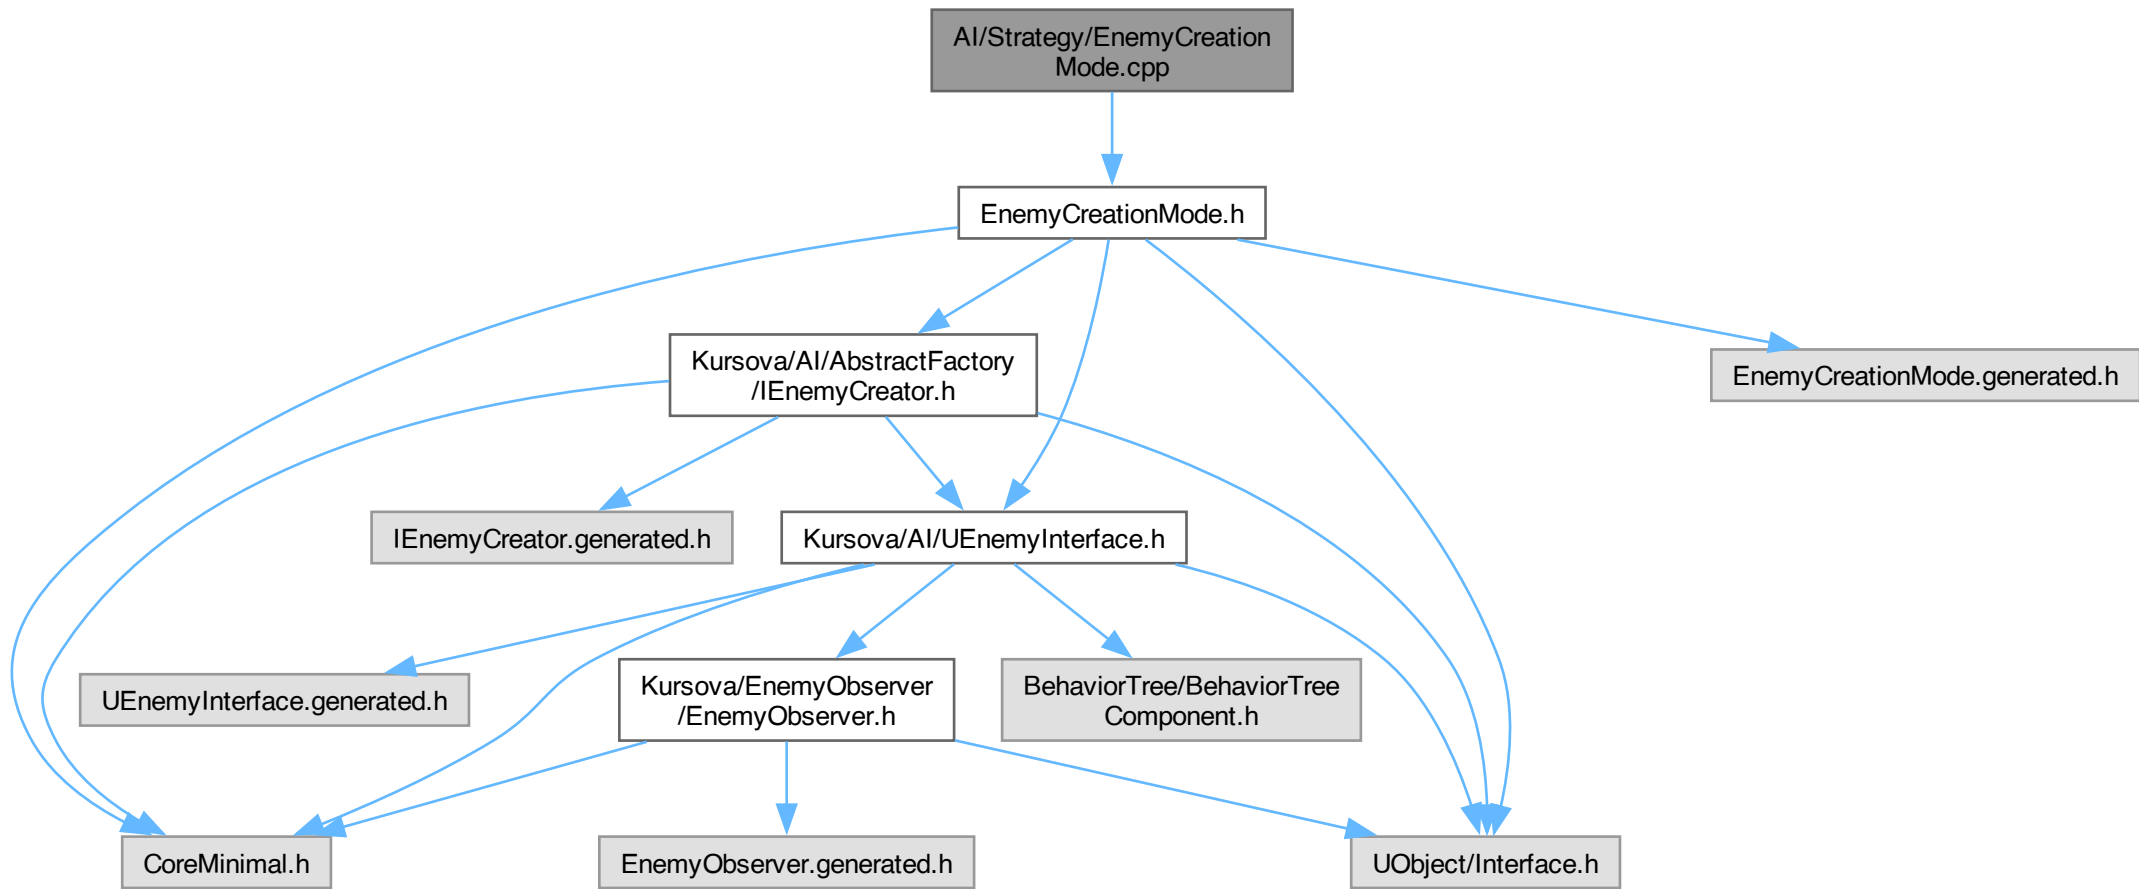 AI/Strategy/EnemyCreation
Mode.cpp
EnemyCreationMode.h
Kursova/AI/AbstractFactory
/IEnemyCreator.h
EnemyCreationMode.generated.h
IEnemyCreator.generated.h
Kursova/AI/UEnemyInterface.h
UEnemyInterface.generated.h
Kursova/EnemyObserver
/EnemyObserver.h
BehaviorTree/BehaviorTree
Component.h
CoreMinimal.h
EnemyObserver.generated.h
UObject/Interface.h